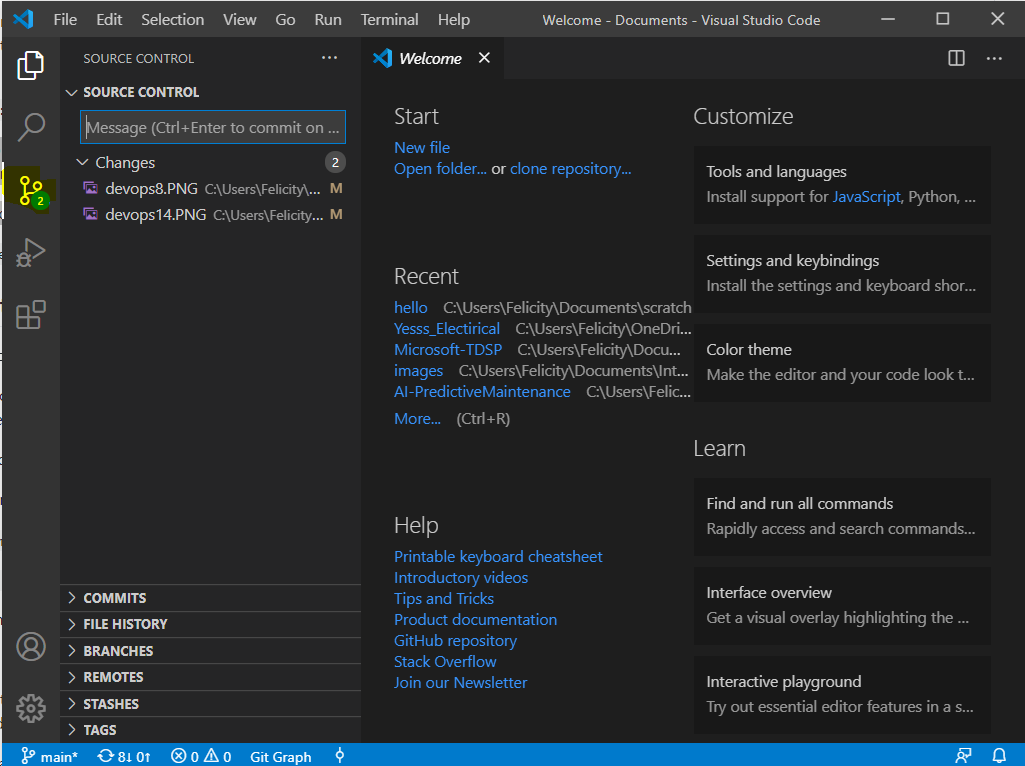 File Edit Selection View Go Run Terminal Help Welcome - Documents - Visual Studio Code
SOURCE CONTROL
SOURCE CONTROL
Message (Ctrl+Enter to commit on ...
Changes 2
devops8.PNG C:\Users\Felicity\... M
devops14.PNG C:\Users\Felicity... M
2
COMMITS
FILE HISTORY
BRANCHES
REMOTES
STASHES
TAGS
Welcome
Start
New file
Open folder... or clone repository...
Recent
hello C:\Users\Felicity\Documents\scratch
Yesss_Electirical C:\Users\Felicity\OneDri...
Microsoft-TDSP C:\Users\Felicity\Docu...
images C:\Users\Felicity\Documents\Int...
AI-PredictiveMaintenance C:\Users\Felic...
More... (Ctrl+R)
Help
Printable keyboard cheatsheet
Introductory videos
Tips and Tricks
Product documentation
GitHub repository
Stack Overflow
Join our Newsletter
Customize
Tools and languages
Install support for JavaScript, Python, ...
Settings and keybindings
Install the settings and keyboard shor...
Color theme
Make the editor and your code look t...
Learn
Find and run all commands
Rapidly access and search commands...
Interface overview
Get a visual overlay highlighting the ...
Interactive playground
Try out essential editor features in a s...
main* 8↓ 0↑ 0 0 Git Graph